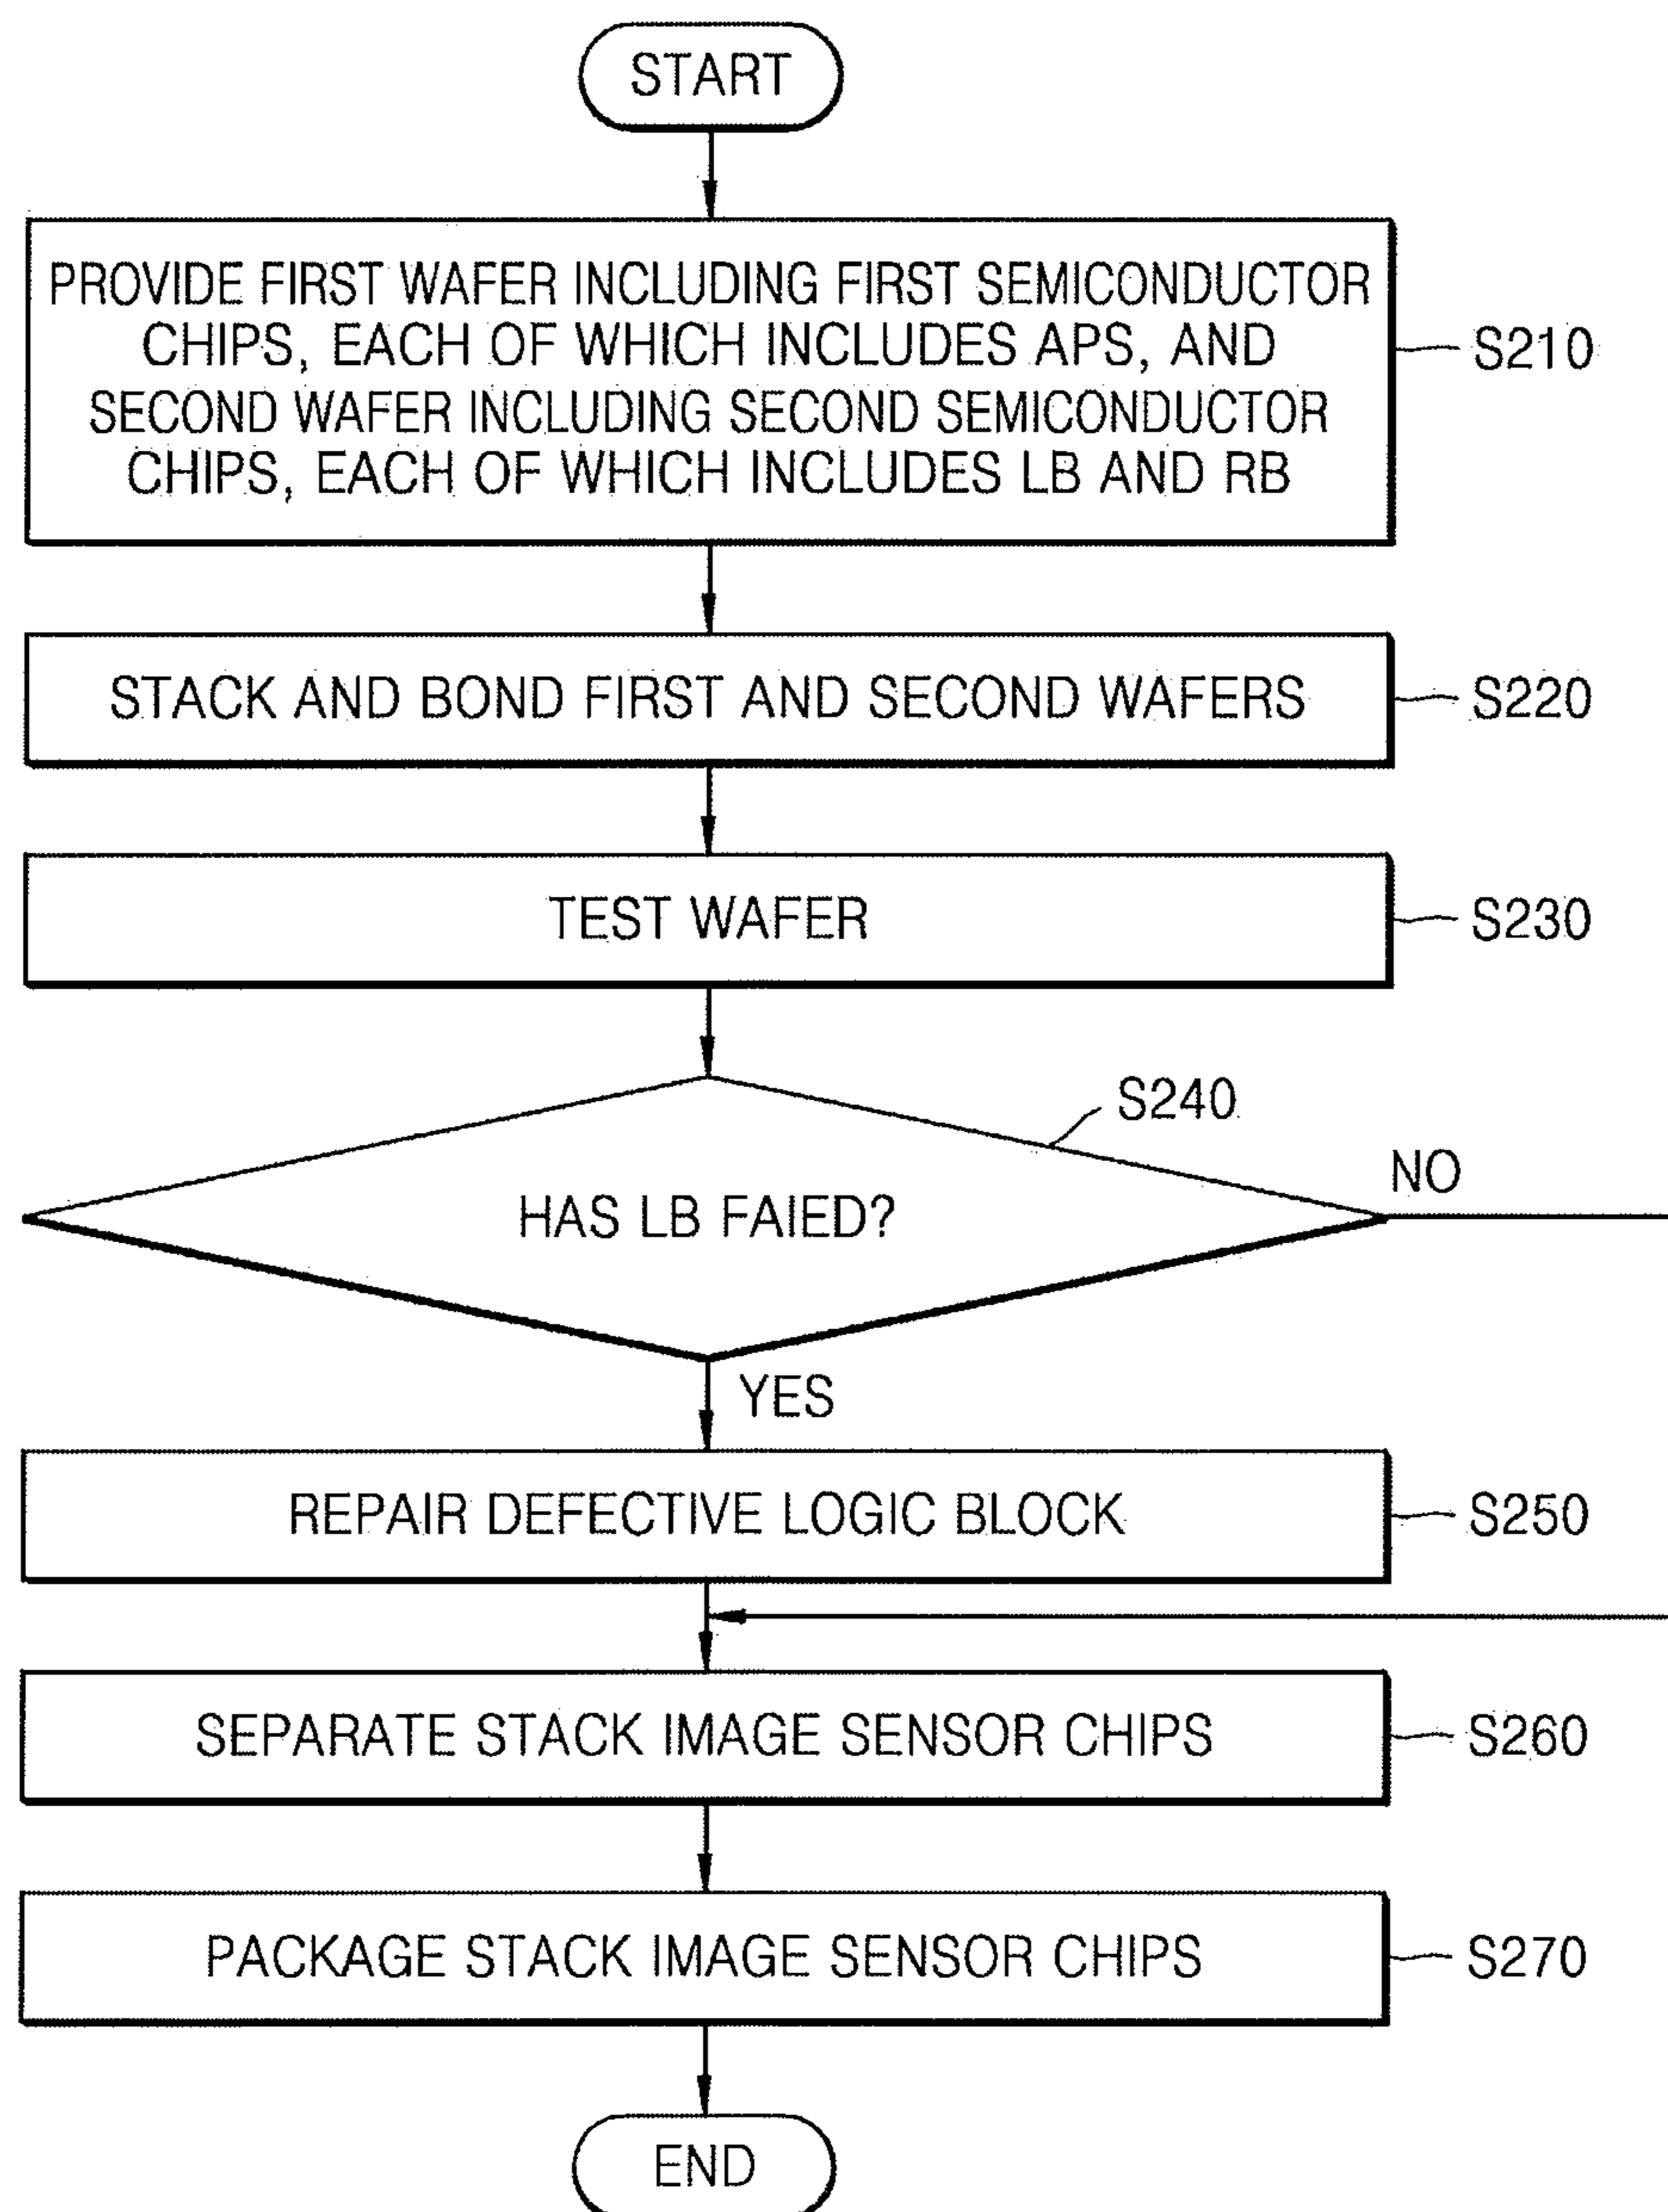 START
PROVIDE FIRST WAFER INCLUDING FIRST SEMICONDUCTOR
CHIPS, EACH OF WHICH INCLUDES APS, AND
SECOND WAFER INCLUDING SECOND SEMICONDUCTOR
CHIPS, EACH OF WHICH INCLUDES LB AND RB
S210
STACK AND BOND FIRST AND SECOND WAFERS
S220
TEST WAFER
S230
S240
HAS LB FAIED?
NO
YES
REPAIR DEFECTIVE LOGIC BLOCK
S250
SEPARATE STACK IMAGE SENSOR CHIPS
S260
PACKAGE STACK IMAGE SENSOR CHIPS
S270
END